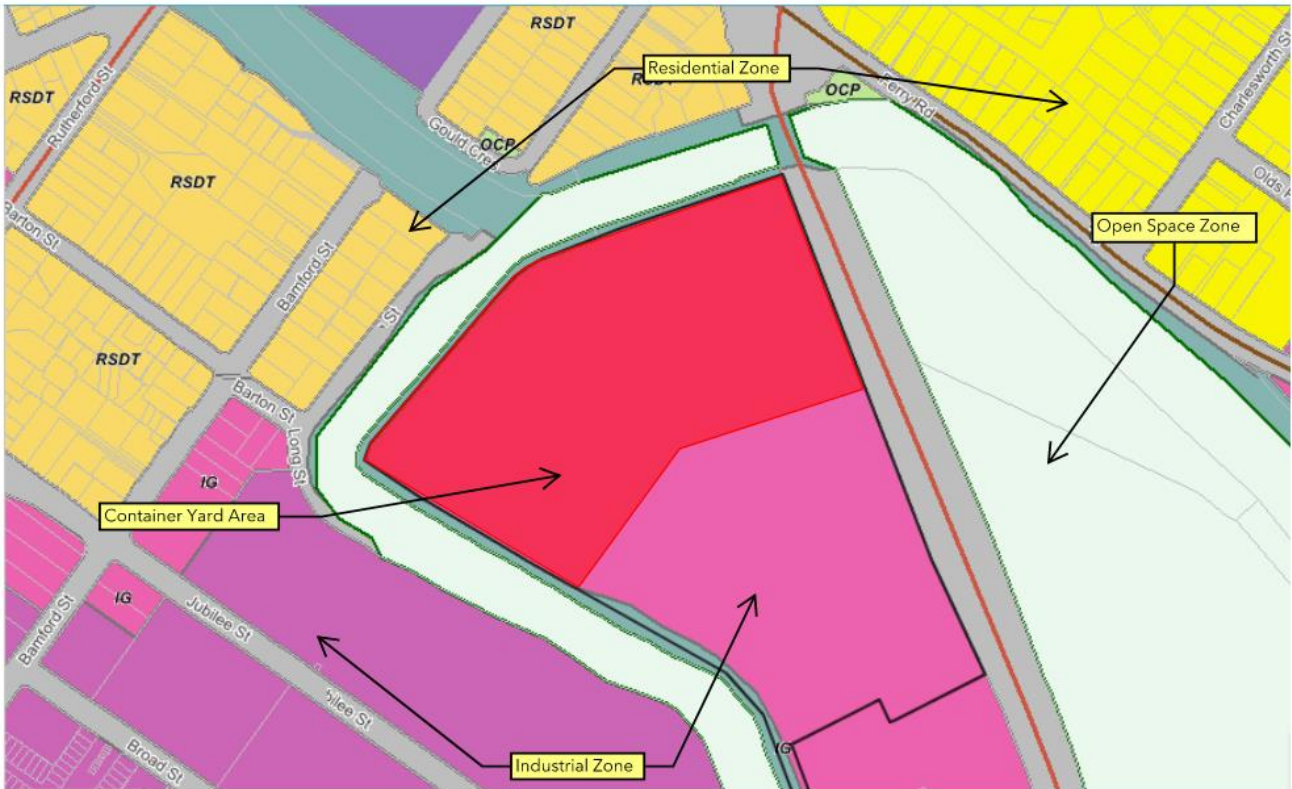 RSDT
Residential Zone
RSDT
OCP
Ferry Rd
Charlesworth St
Rutherford St
Gould Cres
OCP
RSDT
Barton St
Open Space Zone
Bamford St
St
RSDT
Barton St
Long St
IG
Container Yard Area
IG
Jubilee St
Bamford St
Broad St
Industrial Zone
IG